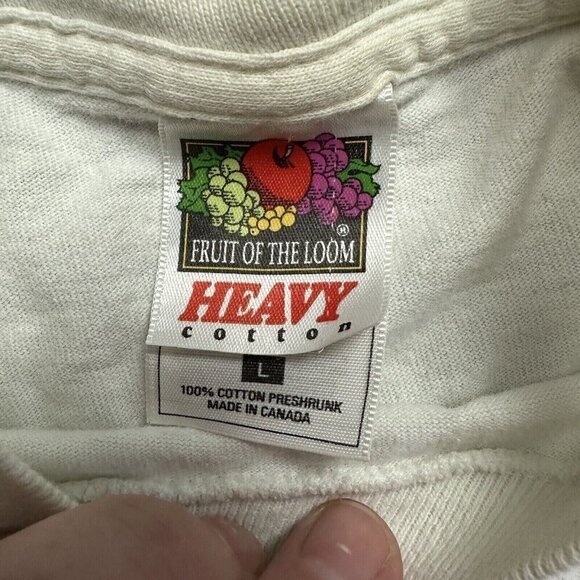 ®
FRUIT OF THE LOOM
HEAVY
cotton
L
100% COTTON PRESHRUNK
MADE IN CANADA